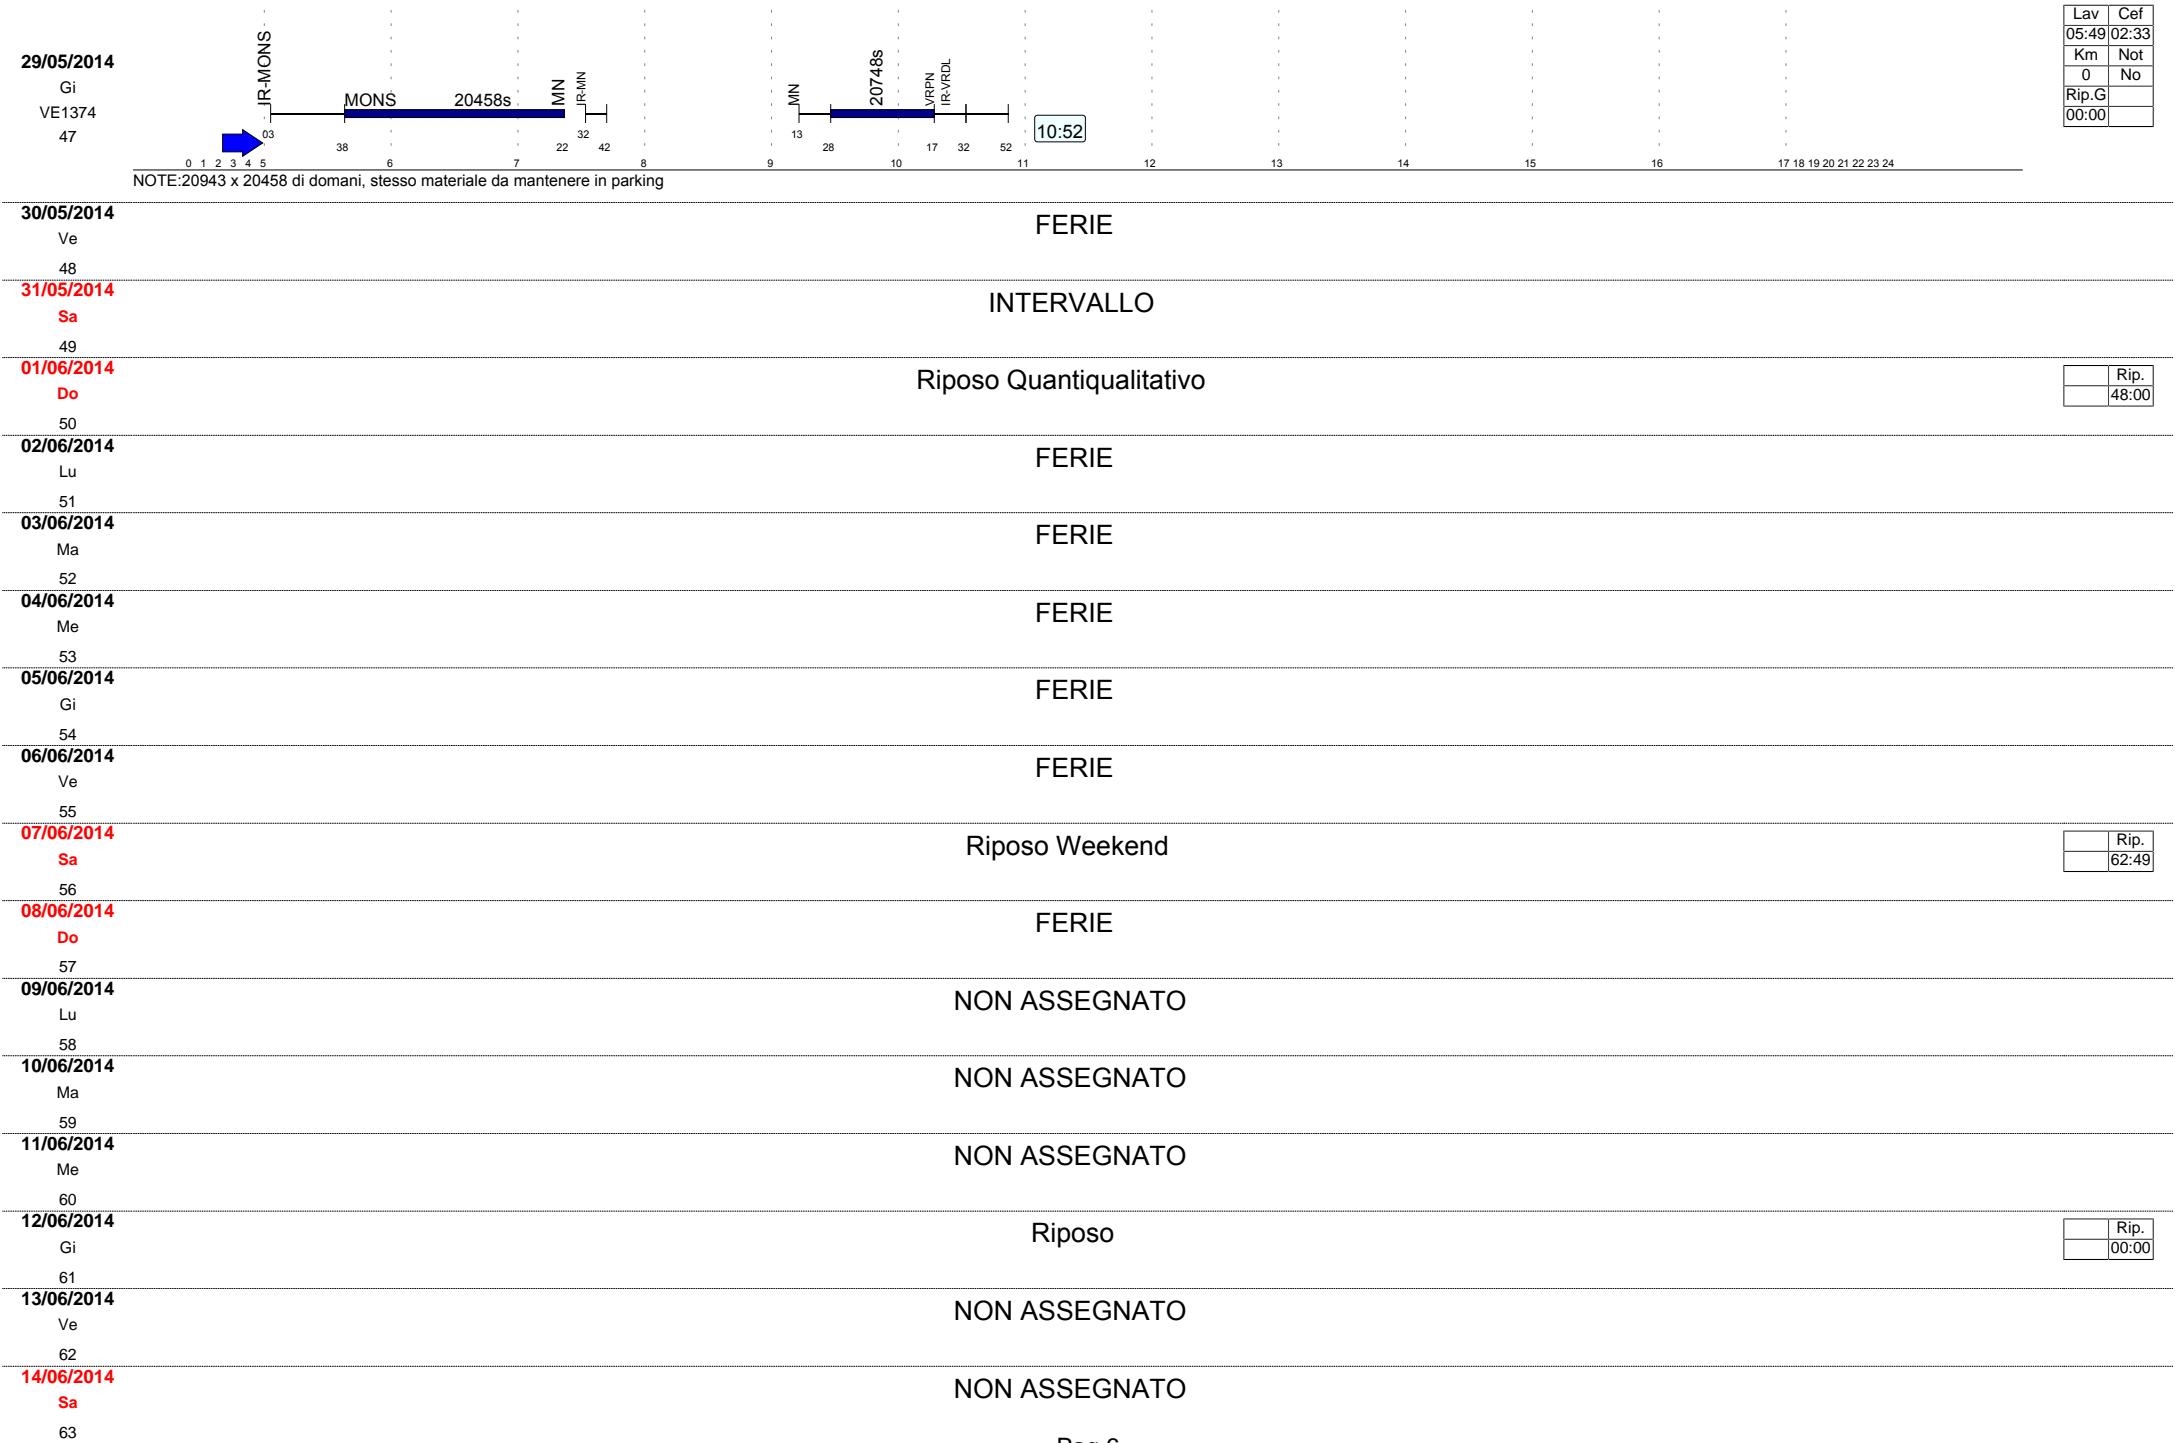 29/05/2014
Gi
VE1374
47
IR-MONS
MONS 20458s
MN
IR-MN
MN
20748s
VRPN
IR-VRDL
10:52
03 38 22 32 42 13 28 17 32 52
0 1 2 3 4 5 6 7 8 9 10 11 12 13 14 15 16 17 18 19 20 21 22 23 24
Lav Cef
05:49 02:33
Km Not
0 No
Rip.G
00:00
NOTE:20943 x 20458 di domani, stesso materiale da mantenere in parking
30/05/2014
Ve
48
FERIE
31/05/2014
Sa
49
INTERVALLO
01/06/2014
Do
50
Riposo Quantiqualitativo
Rip.
48:00
02/06/2014
Lu
51
FERIE
03/06/2014
Ma
52
FERIE
04/06/2014
Me
53
FERIE
05/06/2014
Gi
54
FERIE
06/06/2014
Ve
55
FERIE
07/06/2014
Sa
56
Riposo Weekend
Rip.
62:49
08/06/2014
Do
57
FERIE
09/06/2014
Lu
58
NON ASSEGNATO
10/06/2014
Ma
59
NON ASSEGNATO
11/06/2014
Me
60
NON ASSEGNATO
12/06/2014
Gi
61
Riposo
Rip.
00:00
13/06/2014
Ve
62
NON ASSEGNATO
14/06/2014
Sa
63
NON ASSEGNATO